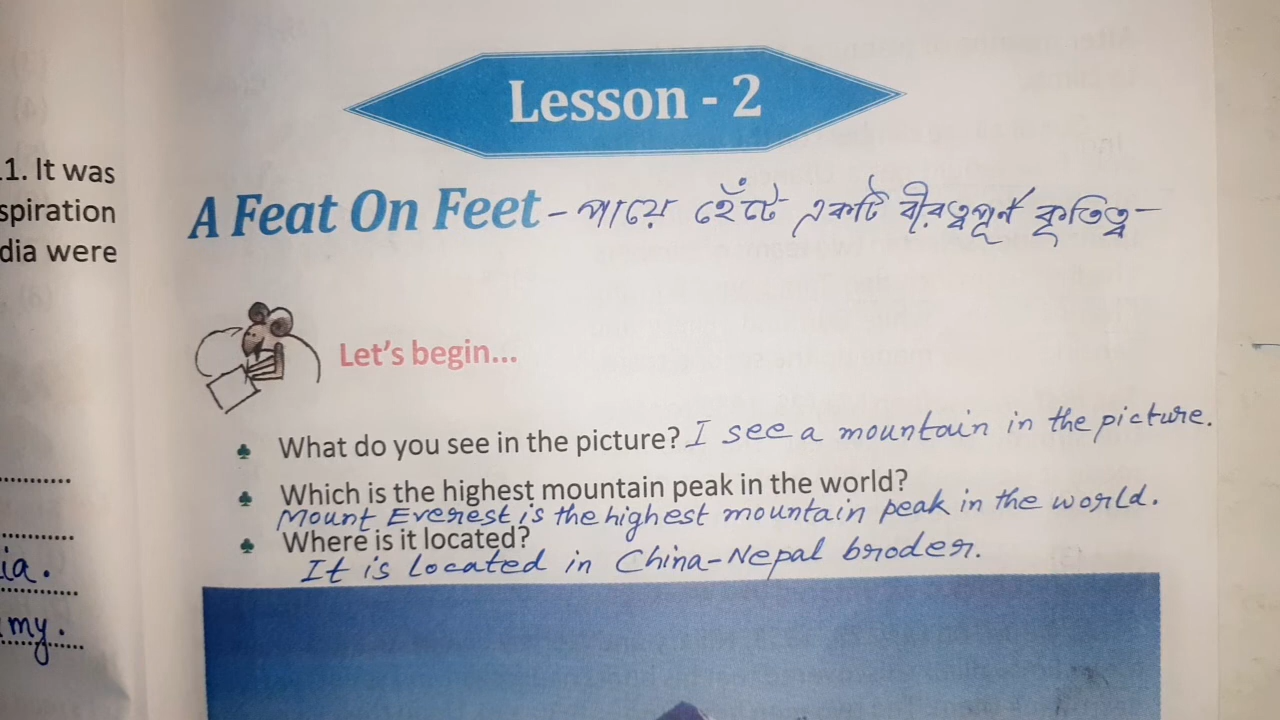 Lesson - 2
.1. It was
spiration
dia were
A Feat On Feet - পায়ে হেঁটে একটি বীরত্বপূর্ন কৃতিত্ব -
Let's begin...
What do you see in the picture? I see a mountain in the picture.
Which is the highest mountain peak in the world?
Mount Everest is the highest mountain peak in the world.
Where is it located?
It is located in China-Nepal broder.
ia.
my.